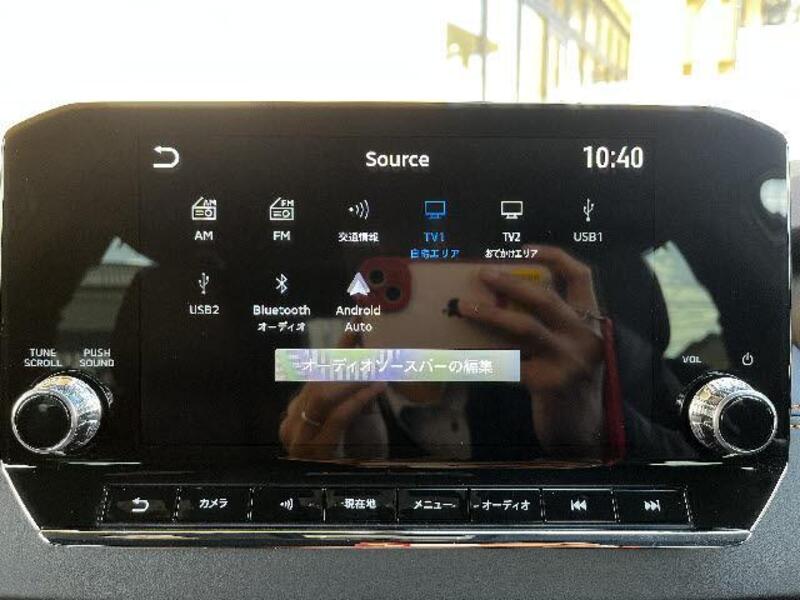 Source
10:40
AM
FM
交通情報
TV1
自宅エリア
TV2
おでかけエリア
USB1
USB2
Bluetooth
オーディオ
Android
Auto
オーディオソースバーの編集
TUNE
SCROLL
PUSH
SOUND
VOL
カメラ
現在地
メニュー
オーディオ